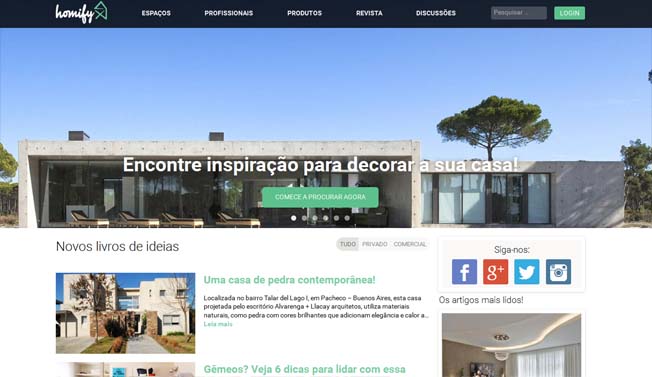 homify
ESPAÇOS PROFISSIONAIS PRODUTOS REVISTA DISCUSSÕES Pesquisar ... LOGIN
Encontre inspiração para decorar a sua casa!
COMECE A PROCURAR AGORA
Novos livros de ideias
TUDO PRIVADO COMERCIAL
Siga-nos:
f g+
Os artigos mais lidos!
Uma casa de pedra contemporânea!
Localizada no bairro Talar del Lago I, em Pacheco – Buenos Aires, esta casa
projetada pelo escritório Alvarenga + Llacay arquitetos, utiliza materiais
naturais, como pedra com cores brilhantes que adicionam elegância e calor a...
Leia mais
Gêmeos? Veja 6 dicas para lidar com essa